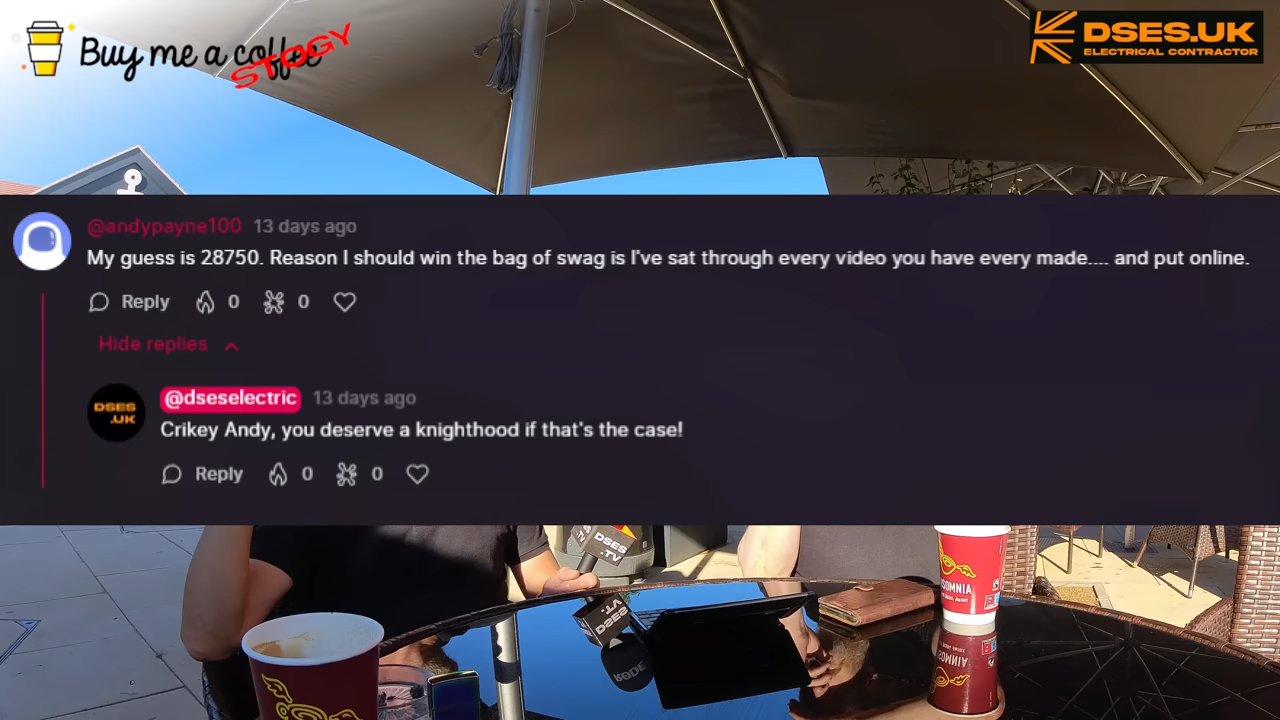 Buy me a coffee
STOGY
DSES.UK
ELECTRICAL CONTRACTOR
@andypayne100 13 days ago
My guess is 28750. Reason I should win the bag of swag is I've sat through every video you have every made.... and put online.
Reply 0 0
Hide replies
DSES
.UK
@dseselectric 13 days ago
Crikey Andy, you deserve a knighthood if that's the case!
Reply 0 0
DSES
.TV
OMNIA
RODE